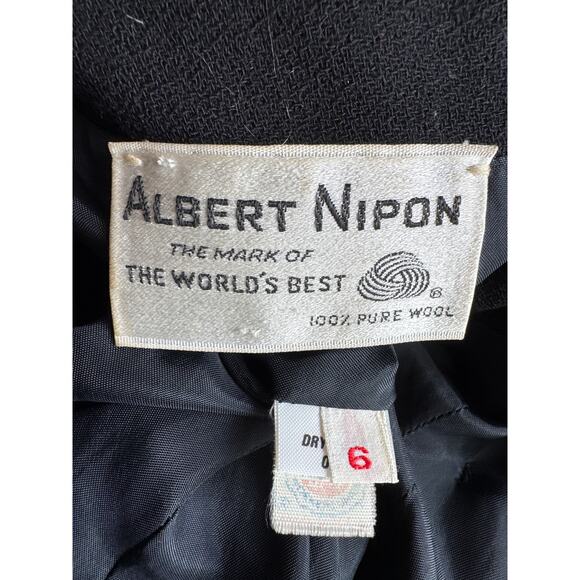 ALBERT NIPON
THE MARK OF
THE WORLD'S BEST
®
100% PURE WOOL
DRY
6